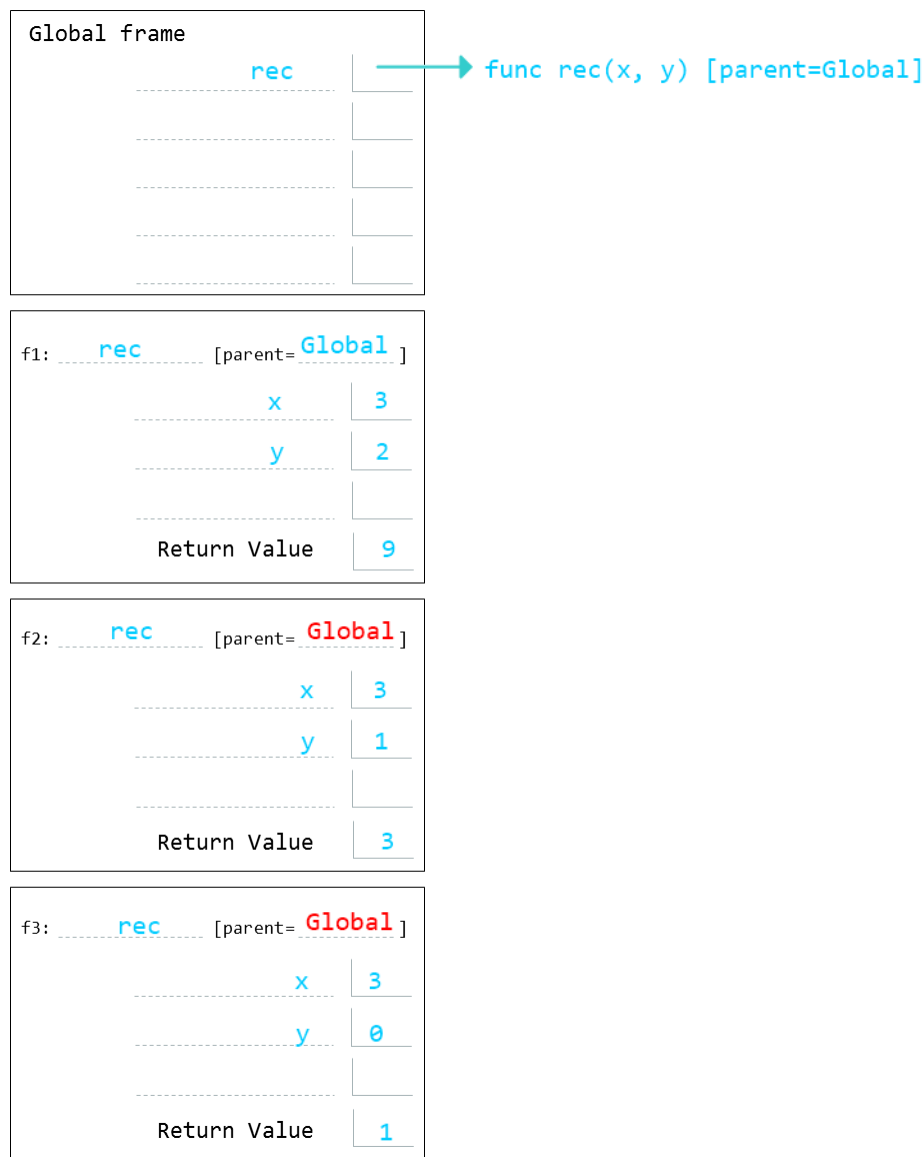 Global frame
rec func rec(x, y) [parent=Global]
f1: rec [parent= Global ]
x 3
y 2
Return Value 9
f2: rec [parent= Global ]
x 3
y 1
Return Value 3
f3: rec [parent= Global ]
x 3
y 0
Return Value 1